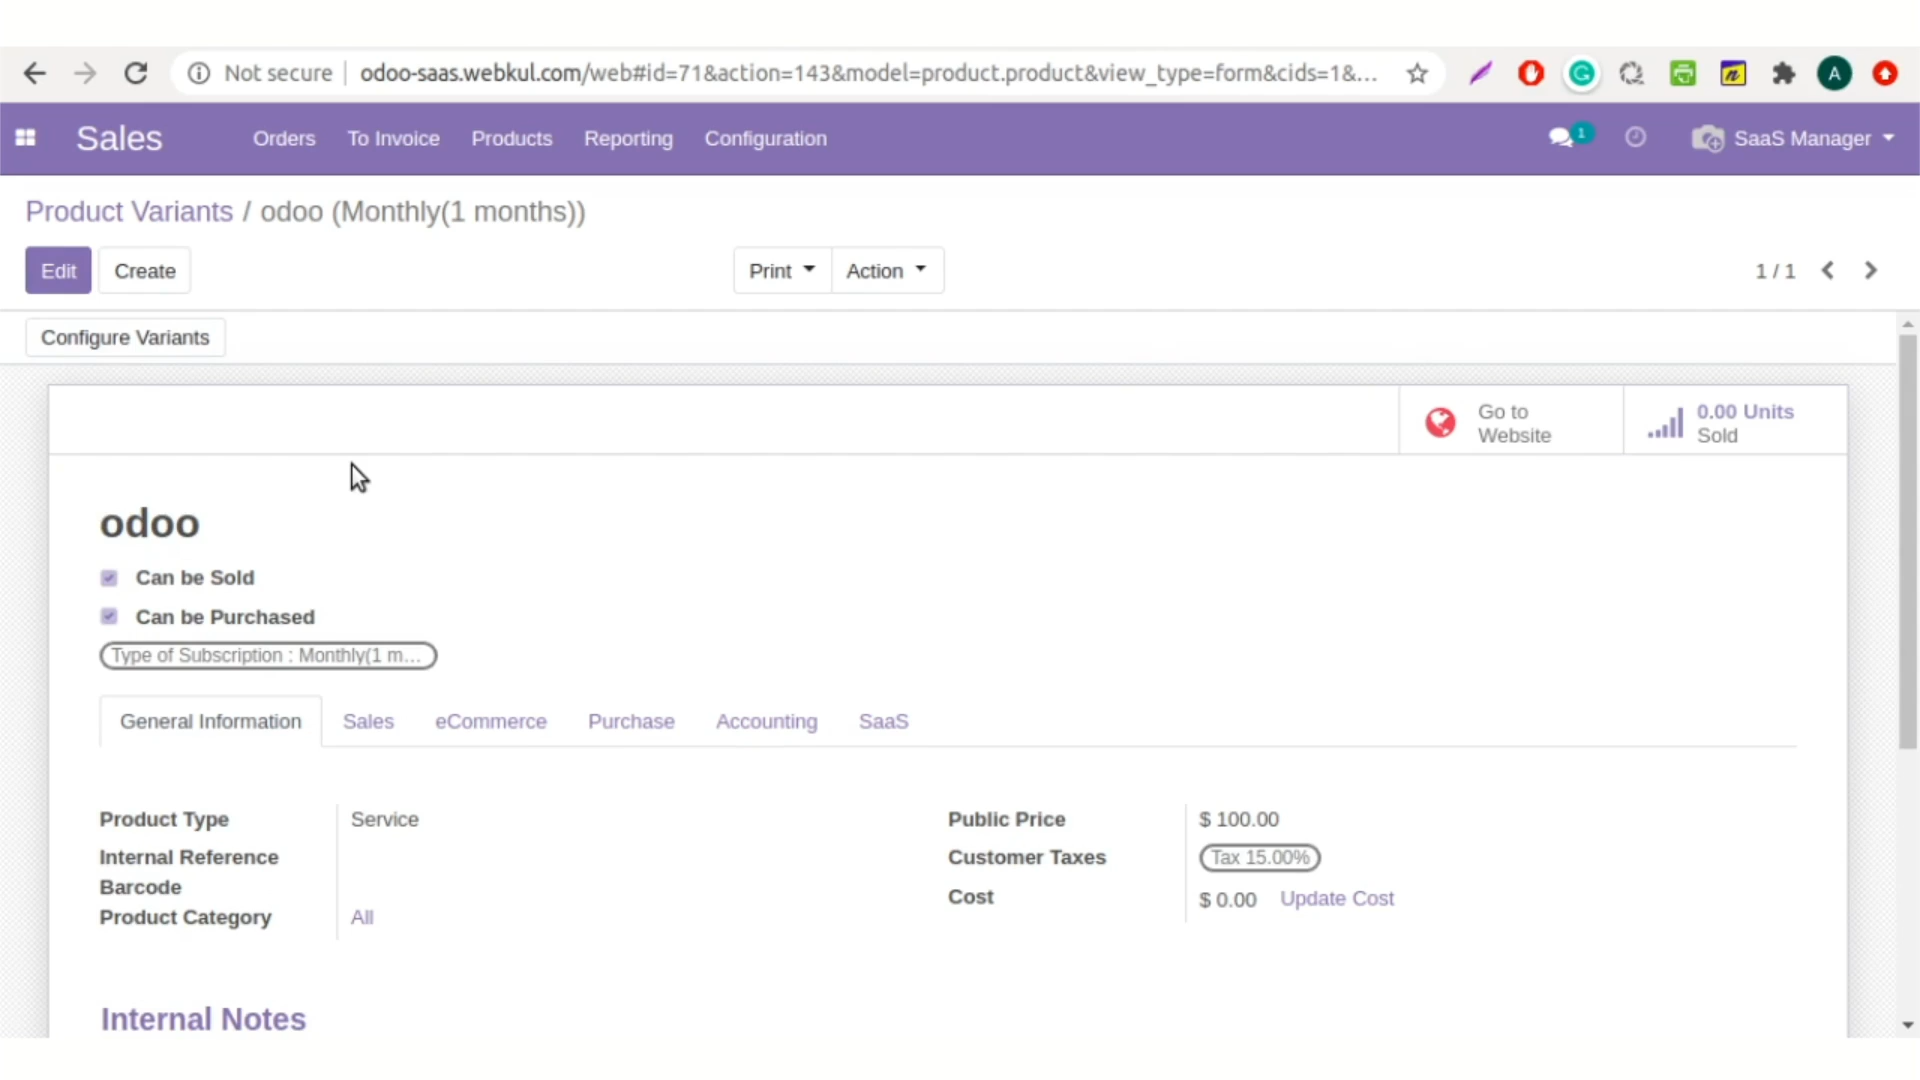 Not secure | odoo-saas.webkul.com/web#id=71&action=143&model=product.product&view_type=form&cids=1&...
A
Sales Orders To Invoice Products Reporting Configuration 1 SaaS Manager
Product Variants / odoo (Monthly(1 months))
Edit Create Print Action 1 / 1
Configure Variants
Go to Website
0.00 Units Sold
odoo
Can be Sold
Can be Purchased
Type of Subscription : Monthly(1 m...
General Information Sales eCommerce Purchase Accounting SaaS
Product Type Service Public Price $ 100.00
Internal Reference Customer Taxes Tax 15.00%
Barcode
Cost $ 0.00 Update Cost
Product Category All
Internal Notes